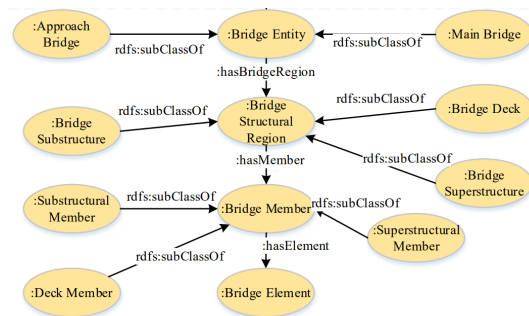 :Approach
Bridge
rdfs:subClassOf
:Bridge Entity
rdfs:subClassOf
:Main Bridge
:hasBridgeRegion
rdfs:subClassOf
:Bridge
Substructure
:Bridge
Structural
Region
rdfs:subClassOf
:Bridge Deck
:hasMember
rdfs:subClassOf
:Bridge
Superstructure
:Substructural
Member
rdfs:subClassOf
:Bridge Member
rdfs:subClassOf
:Superstructural
Member
:hasElement
rdfs:subClassOf
:Deck Member
:Bridge Element